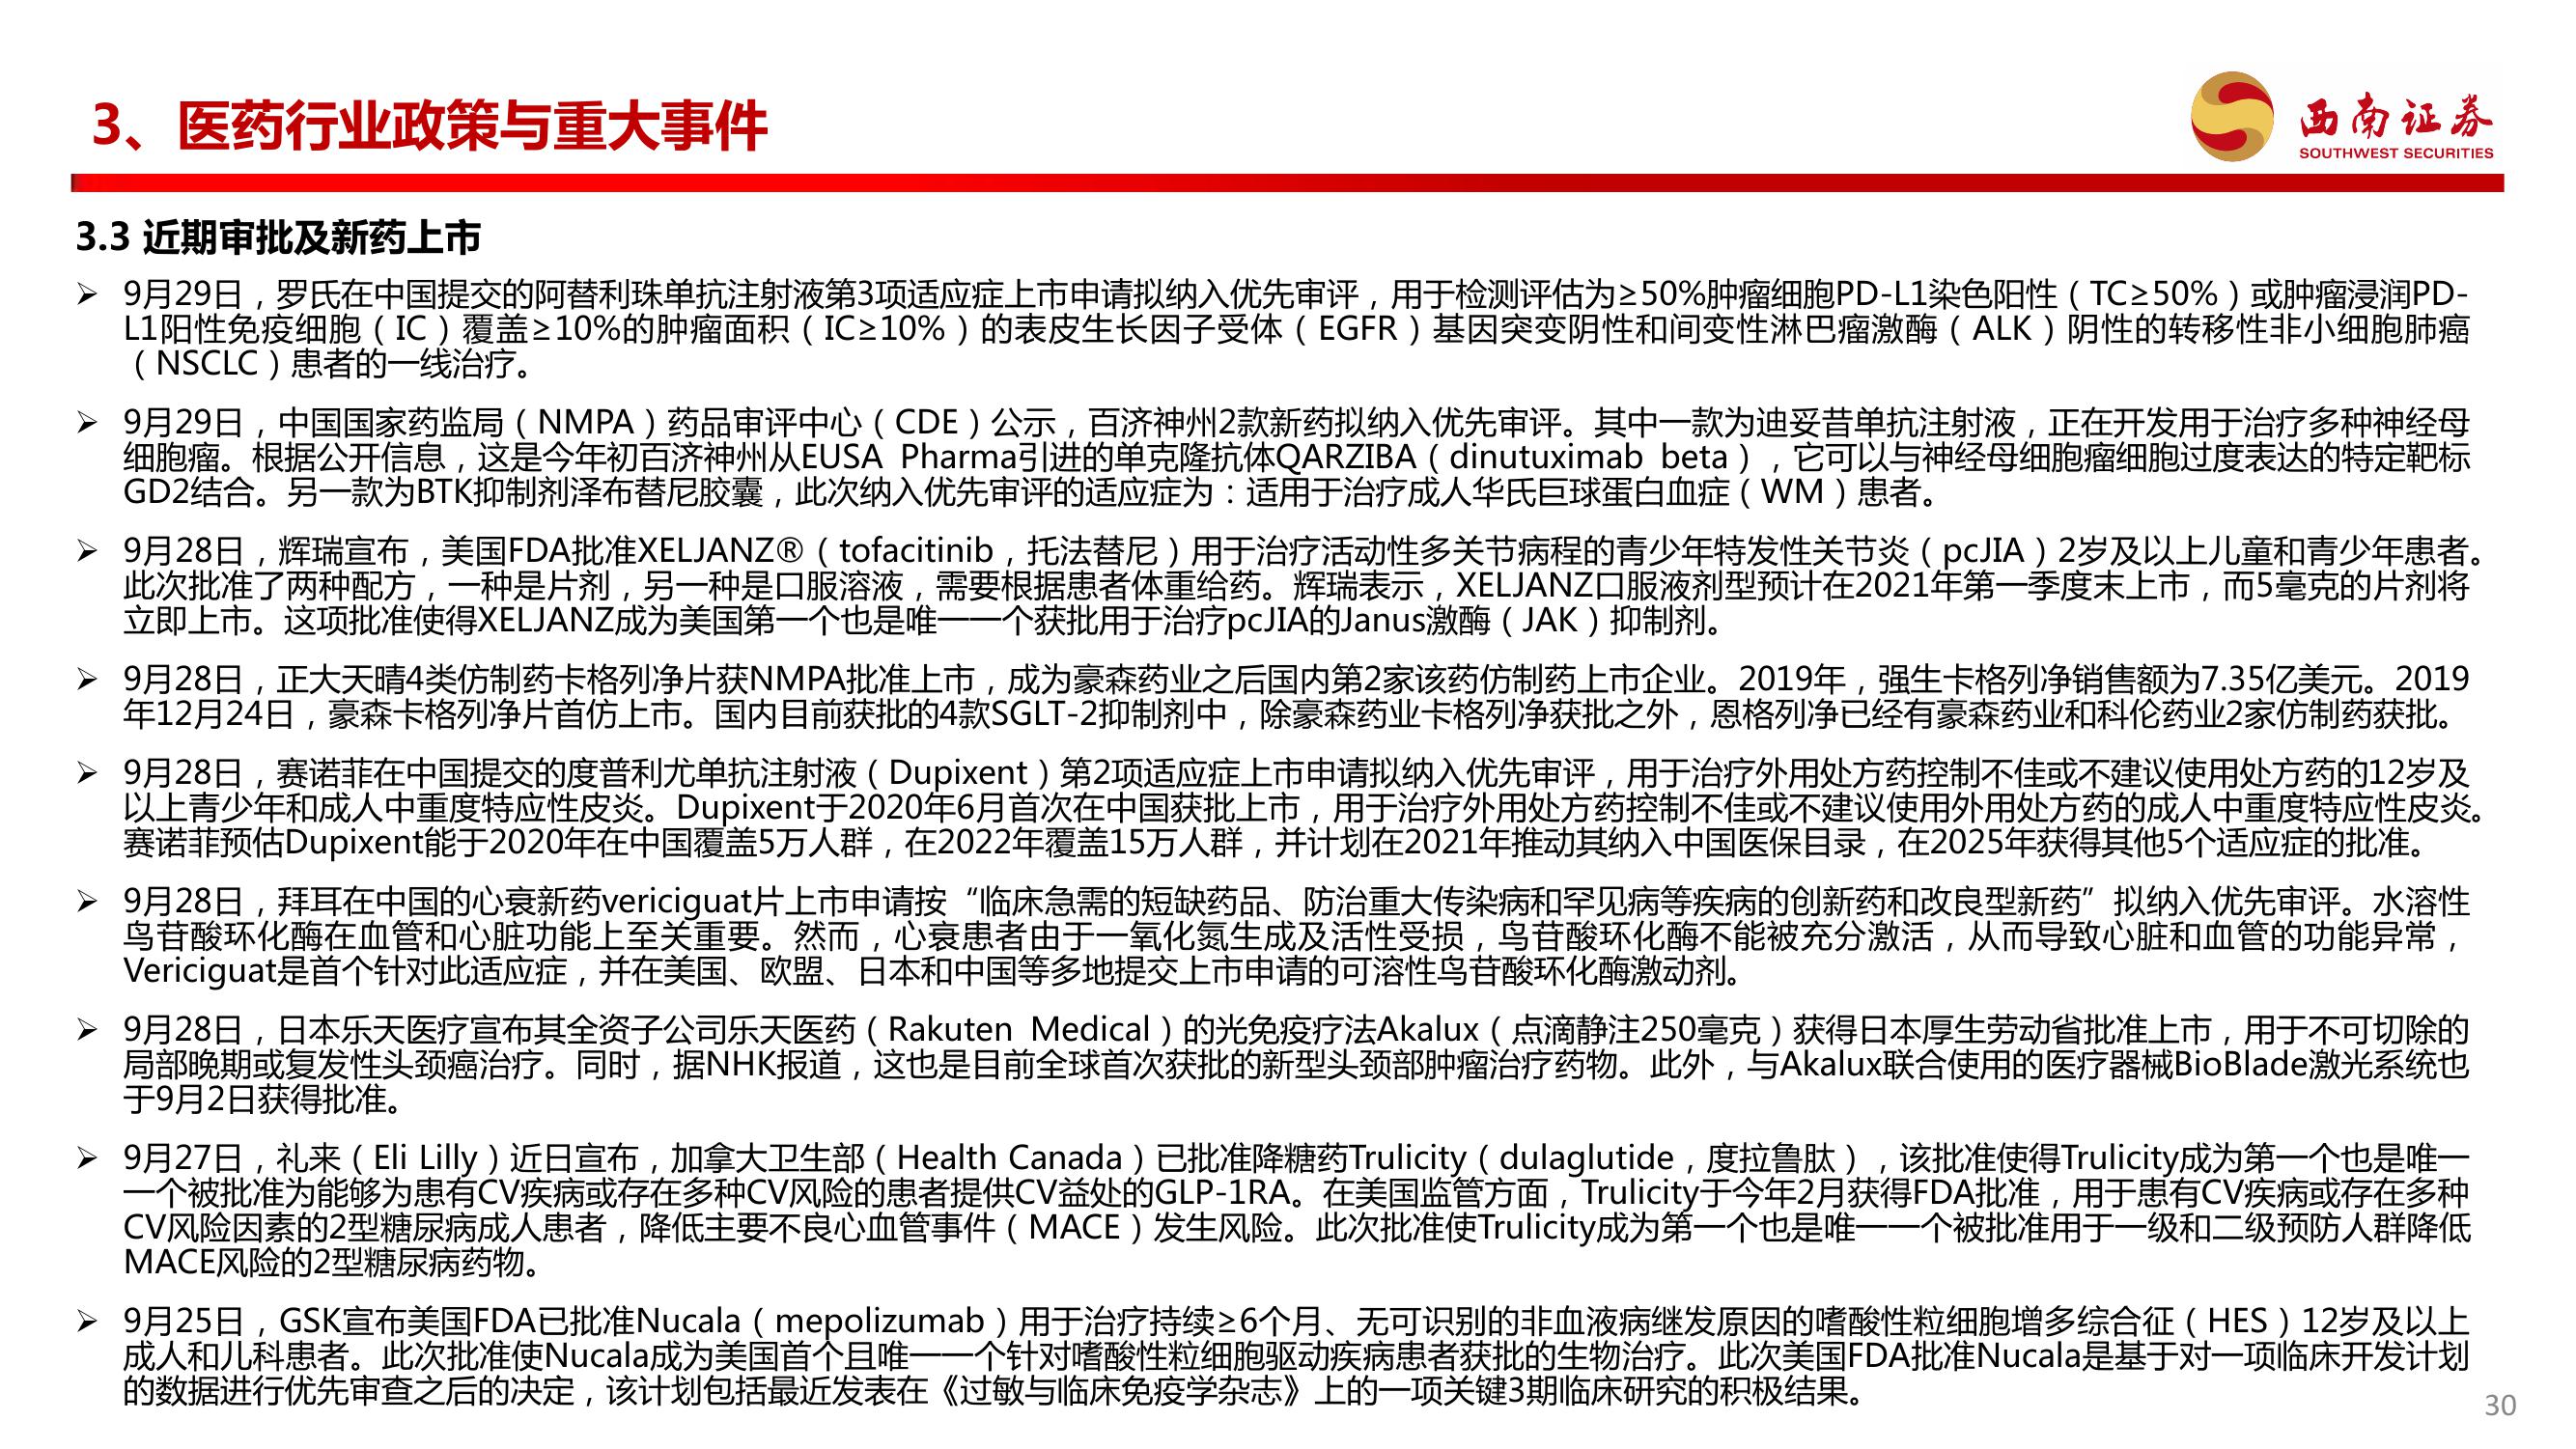 3、医药行业政策与重大事件
西南证券
SOUTHWEST SECURITIES
3.3 近期审批及新药上市
➢ 9月29日，罗氏在中国提交的阿替利珠单抗注射液第3项适应症上市申请拟纳入优先审评，用于检测评估为≥50%肿瘤细胞PD-L1染色阳性（TC≥50%）或肿瘤浸润PD-
L1阳性免疫细胞（IC）覆盖≥10%的肿瘤面积（IC≥10%）的表皮生长因子受体（EGFR）基因突变阴性和间变性淋巴瘤激酶（ALK）阴性的转移性非小细胞肺癌
（NSCLC）患者的一线治疗。
➢ 9月29日，中国国家药监局（NMPA）药品审评中心（CDE）公示，百济神州2款新药拟纳入优先审评。其中一款为迪妥昔单抗注射液，正在开发用于治疗多种神经母
细胞瘤。根据公开信息，这是今年初百济神州从EUSA Pharma引进的单克隆抗体QARZIBA（dinutuximab beta），它可以与神经母细胞瘤细胞过度表达的特定靶标
GD2结合。另一款为BTK抑制剂泽布替尼胶囊，此次纳入优先审评的适应症为：适用于治疗成人华氏巨球蛋白血症（WM）患者。
➢ 9月28日，辉瑞宣布，美国FDA批准XELJANZ®（tofacitinib，托法替尼）用于治疗活动性多关节病程的青少年特发性关节炎（pcJIA）2岁及以上儿童和青少年患者。
此次批准了两种配方，一种是片剂，另一种是口服溶液，需要根据患者体重给药。辉瑞表示，XELJANZ口服液剂型预计在2021年第一季度末上市，而5毫克的片剂将
立即上市。这项批准使得XELJANZ成为美国第一个也是唯一一个获批用于治疗pcJIA的Janus激酶（JAK）抑制剂。
➢ 9月28日，正大天晴4类仿制药卡格列净片获NMPA批准上市，成为豪森药业之后国内第2家该药仿制药上市企业。2019年，强生卡格列净销售额为7.35亿美元。2019
年12月24日，豪森卡格列净片首仿上市。国内目前获批的4款SGLT-2抑制剂中，除豪森药业卡格列净获批之外，恩格列净已经有豪森药业和科伦药业2家仿制药获批。
➢ 9月28日，赛诺菲在中国提交的度普利尤单抗注射液（Dupixent）第2项适应症上市申请拟纳入优先审评，用于治疗外用处方药控制不佳或不建议使用处方药的12岁及
以上青少年和成人中重度特应性皮炎。Dupixent于2020年6月首次在中国获批上市，用于治疗外用处方药控制不佳或不建议使用外用处方药的成人中重度特应性皮炎。
赛诺菲预估Dupixent能于2020年在中国覆盖5万人群，在2022年覆盖15万人群，并计划在2021年推动其纳入中国医保目录，在2025年获得其他5个适应症的批准。
➢ 9月28日，拜耳在中国的心衰新药vericiguat片上市申请按“临床急需的短缺药品、防治重大传染病和罕见病等疾病的创新药和改良型新药”拟纳入优先审评。水溶性
鸟苷酸环化酶在血管和心脏功能上至关重要。然而，心衰患者由于一氧化氮生成及活性受损，鸟苷酸环化酶不能被充分激活，从而导致心脏和血管的功能异常，
Vericiguat是首个针对此适应症，并在美国、欧盟、日本和中国等多地提交上市申请的可溶性鸟苷酸环化酶激动剂。
➢ 9月28日，日本乐天医疗宣布其全资子公司乐天医药（Rakuten Medical）的光免疫疗法Akalux（点滴静注250毫克）获得日本厚生劳动省批准上市，用于不可切除的
局部晚期或复发性头颈癌治疗。同时，据NHK报道，这也是目前全球首次获批的新型头颈部肿瘤治疗药物。此外，与Akalux联合使用的医疗器械BioBlade激光系统也
于9月2日获得批准。
➢ 9月27日，礼来（Eli Lilly）近日宣布，加拿大卫生部（Health Canada）已批准降糖药Trulicity（dulaglutide，度拉鲁肽），该批准使得Trulicity成为第一个也是唯一
一个被批准为能够为患有CV疾病或存在多种CV风险的患者提供CV益处的GLP-1RA。在美国监管方面，Trulicity于今年2月获得FDA批准，用于患有CV疾病或存在多种
CV风险因素的2型糖尿病成人患者，降低主要不良心血管事件（MACE）发生风险。此次批准使Trulicity成为第一个也是唯一一个被批准用于一级和二级预防人群降低
MACE风险的2型糖尿病药物。
➢ 9月25日，GSK宣布美国FDA已批准Nucala（mepolizumab）用于治疗持续≥6个月、无可识别的非血液病继发原因的嗜酸性粒细胞增多综合征（HES）12岁及以上
成人和儿科患者。此次批准使Nucala成为美国首个且唯一一个针对嗜酸性粒细胞驱动疾病患者获批的生物治疗。此次美国FDA批准Nucala是基于对一项临床开发计划
的数据进行优先审查之后的决定，该计划包括最近发表在《过敏与临床免疫学杂志》上的一项关键3期临床研究的积极结果。
30